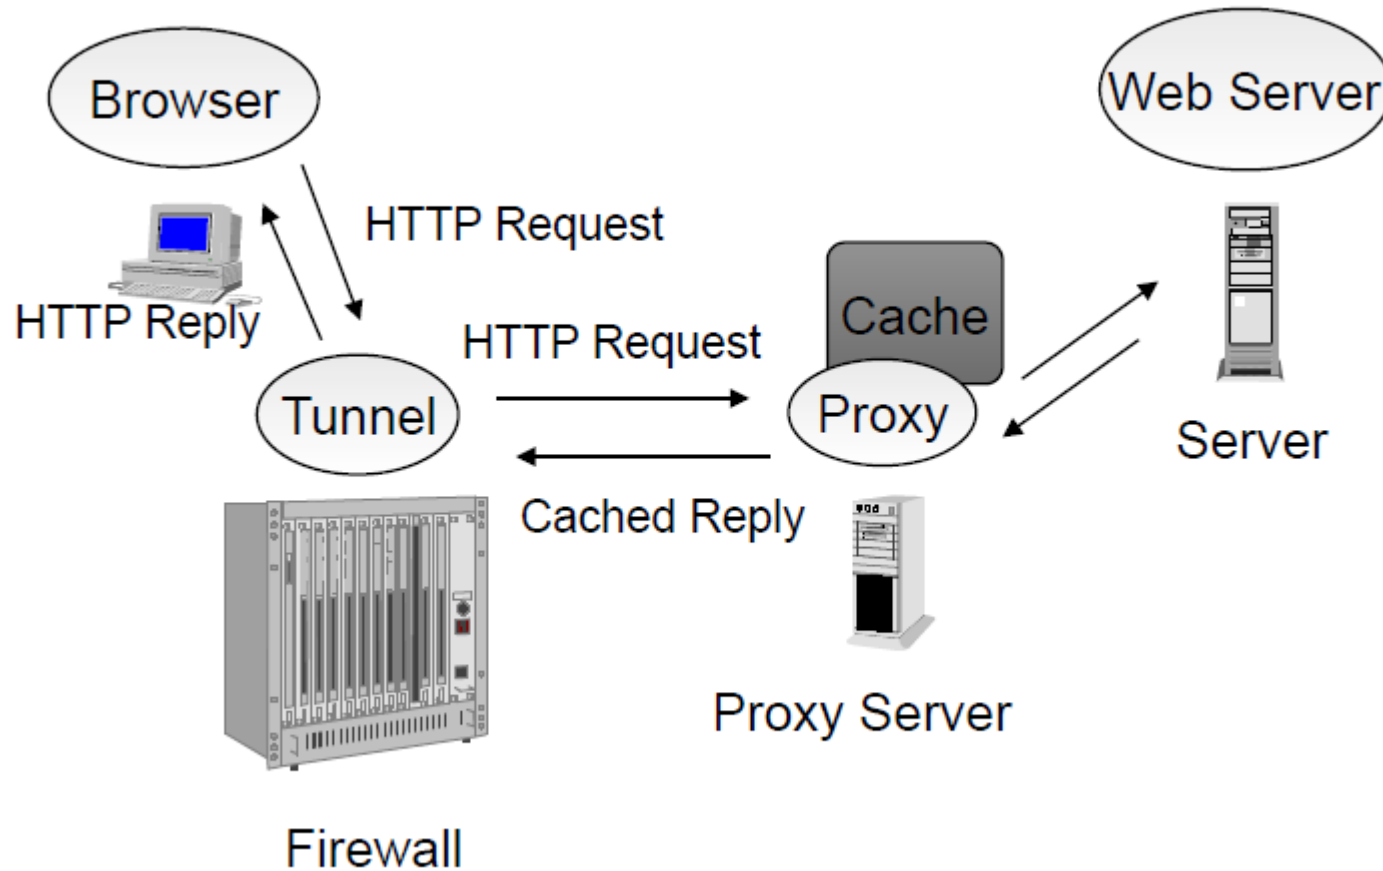 Browser
Web Server
HTTP Request
HTTP Reply
HTTP Request
Cache
Tunnel
Proxy
Server
Cached Reply
Proxy Server
Firewall